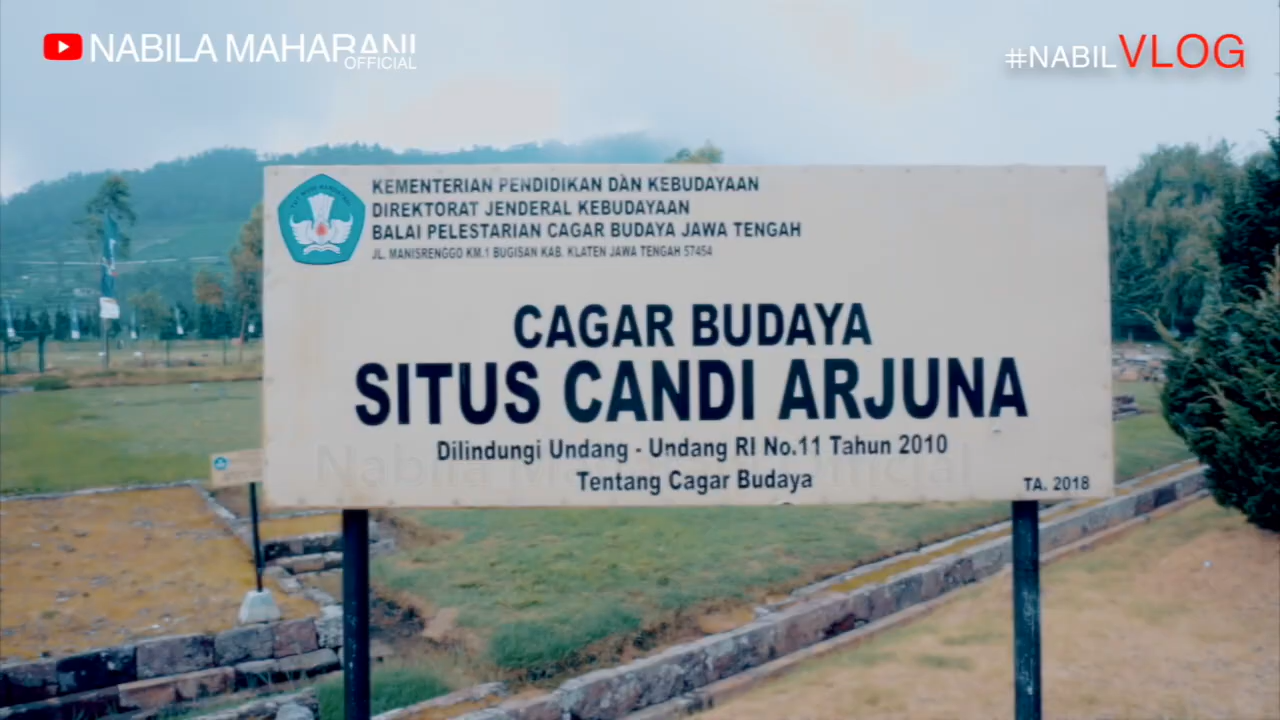 NABILA MAHARANI
OFFICIAL
#NABILVLOG
KEMENTERIAN PENDIDIKAN DAN KEBUDAYAAN
DIREKTORAT JENDERAL KEBUDAYAAN
BALAI PELESTARIAN CAGAR BUDAYA JAWA TENGAH
JL. MANISRENGGO KM.1 BUGISAN KAB. KLATEN JAWA TENGAH 57454
CAGAR BUDAYA
SITUS CANDI ARJUNA
Dilindungi Undang - Undang RI No.11 Tahun 2010
Tentang Cagar Budaya
TA. 2018